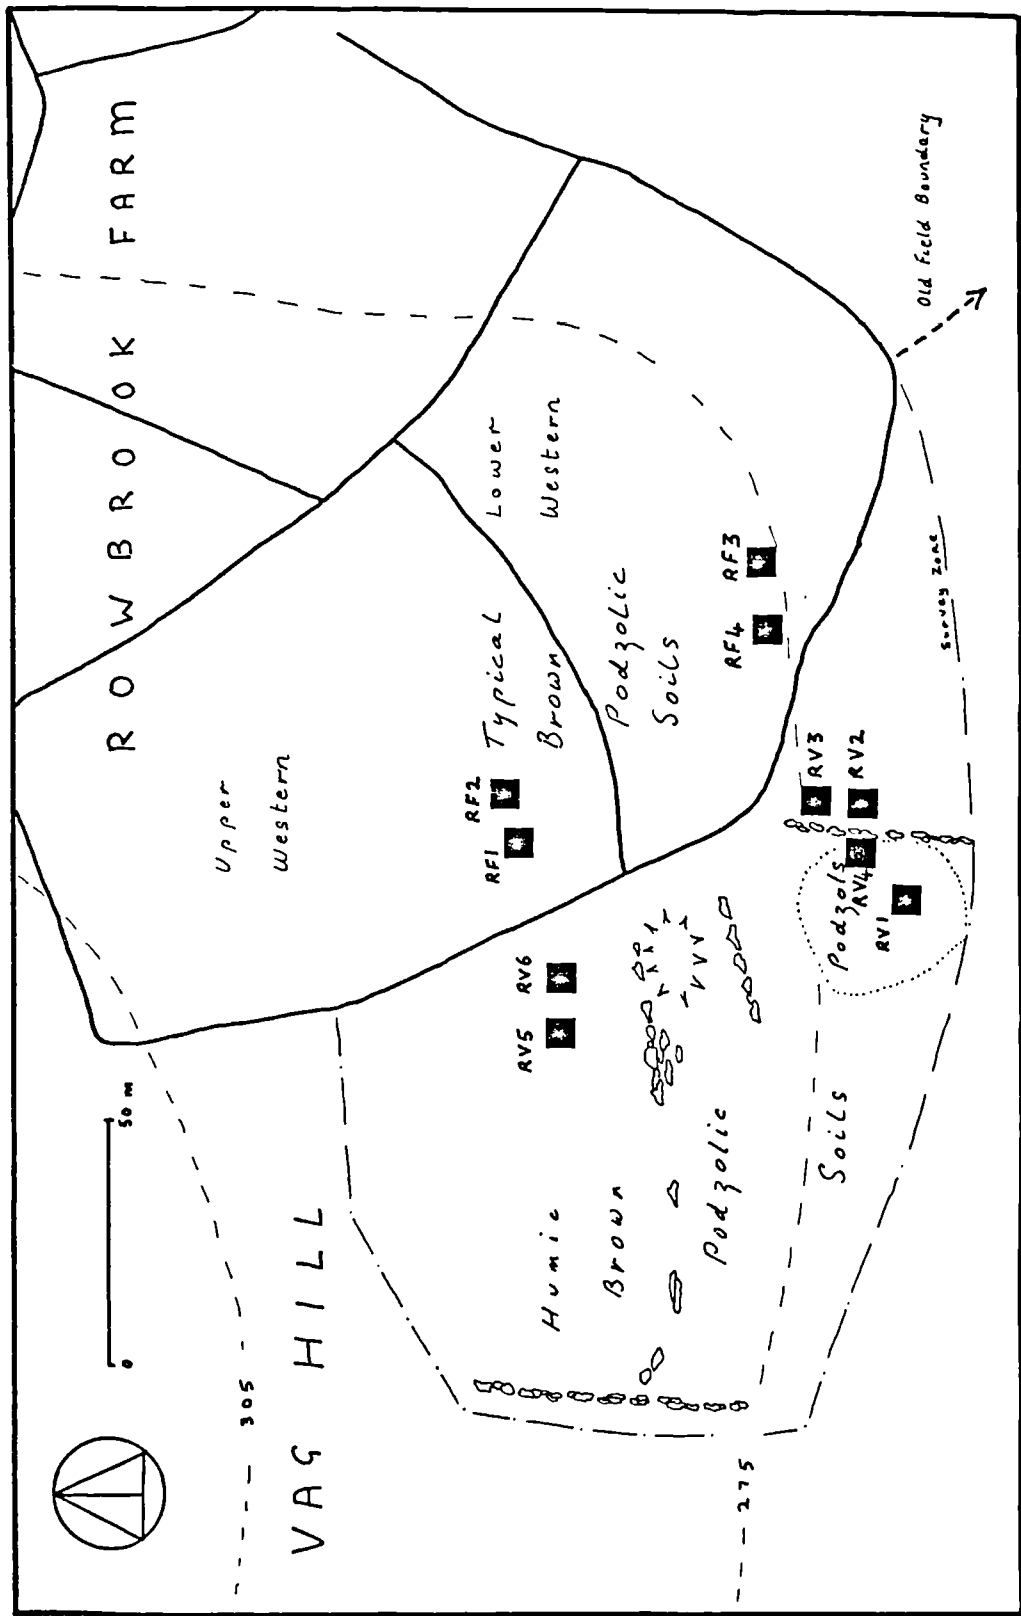 ROWBROOK FARM
VAG HILL
0 50 m
305
275
Upper
Western
Lower
Western
Typical
Brown
Podzolic
Soils
Humic
Brown
Podzolic
Soils
Podzols
RF1
RF2
RF3
RF4
RV1
RV2
RV3
RV4
RV5
RV6
Survey Zone
Old Field Boundary